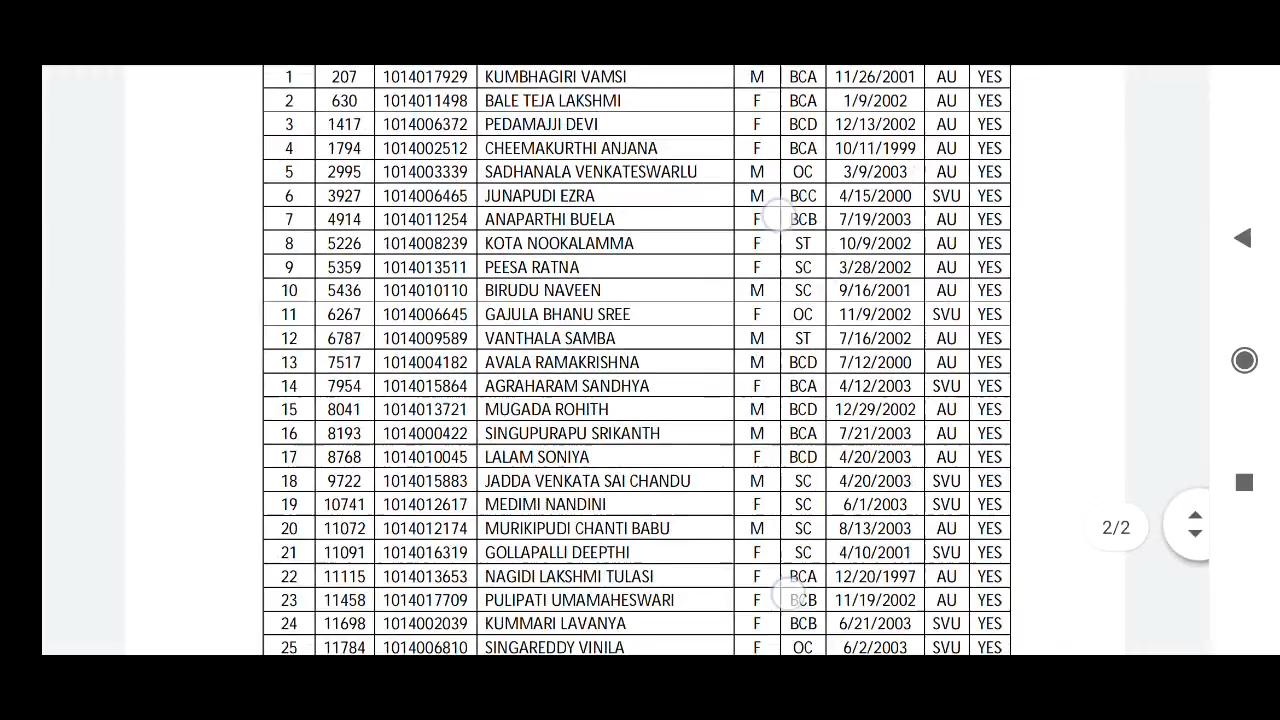 1 207 1014017929 KUMBHAGIRI VAMSI M BCA 11/26/2001 AU YES
2 630 1014011498 BALE TEJA LAKSHMI F BCA 1/9/2002 AU YES
3 1417 1014006372 PEDAMAJJI DEVI F BCD 12/13/2002 AU YES
4 1794 1014002512 CHEEMAKURTHI ANJANA F BCA 10/11/1999 AU YES
5 2995 1014003339 SADHANALA VENKATESWARLU M OC 3/9/2003 AU YES
6 3927 1014006465 JUNAPUDI EZRA M BCC 4/15/2000 SVU YES
7 4914 1014011254 ANAPARTHI BUELA F BCB 7/19/2003 AU YES
8 5226 1014008239 KOTA NOOKALAMMA F ST 10/9/2002 AU YES
9 5359 1014013511 PEESA RATNA F SC 3/28/2002 AU YES
10 5436 1014010110 BIRUDU NAVEEN M SC 9/16/2001 AU YES
11 6267 1014006645 GAJULA BHANU SREE F OC 11/9/2002 SVU YES
12 6787 1014009589 VANTHALA SAMBA M ST 7/16/2002 AU YES
13 7517 1014004182 AVALA RAMAKRISHNA M BCD 7/12/2000 AU YES
14 7954 1014015864 AGRAHARAM SANDHYA F BCA 4/12/2003 SVU YES
15 8041 1014013721 MUGADA ROHITH M BCD 12/29/2002 AU YES
16 8193 1014000422 SINGUPURAPU SRIKANTH M BCA 7/21/2003 AU YES
17 8768 1014010045 LALAM SONIYA F BCD 4/20/2003 AU YES
18 9722 1014015883 JADDA VENKATA SAI CHANDU M SC 4/20/2003 SVU YES
19 10741 1014012617 MEDIMI NANDINI F SC 6/1/2003 SVU YES
20 11072 1014012174 MURIKIPUDI CHANTI BABU M SC 8/13/2003 AU YES
21 11091 1014016319 GOLLAPALLI DEEPTHI F SC 4/10/2001 SVU YES
22 11115 1014013653 NAGIDI LAKSHMI TULASI F BCA 12/20/1997 AU YES
23 11458 1014017709 PULIPATI UMAMAHESWARI F BCB 11/19/2002 AU YES
24 11698 1014002039 KUMMARI LAVANYA F BCB 6/21/2003 SVU YES
25 11784 1014006810 SINGAREDDY VINILA F OC 6/2/2003 SVU YES
2/2